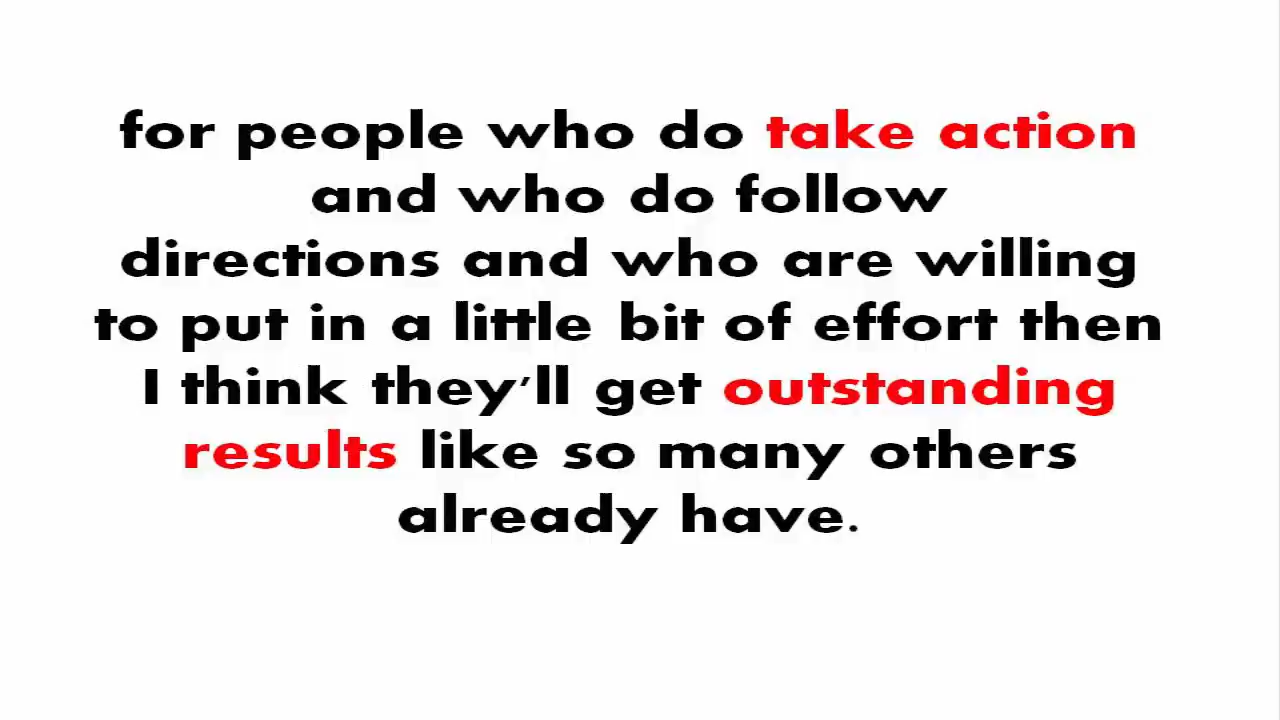 for people who do take action
and who do follow
directions and who are willing
to put in a little bit of effort then
I think they'll get outstanding
results like so many others
already have.